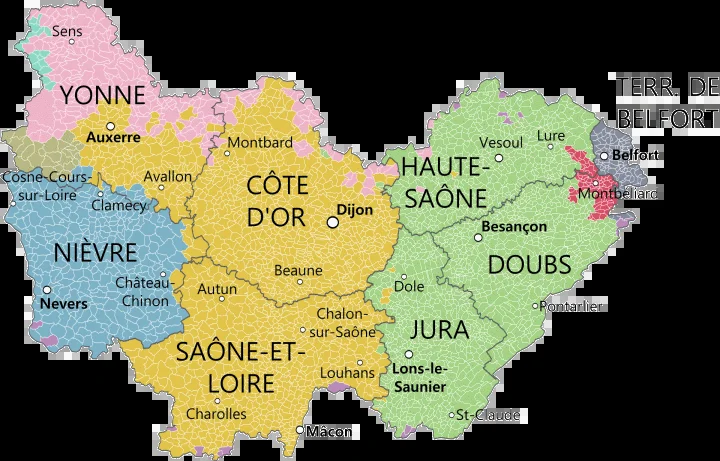 Sens
TERR. DE
BELFORT
YONNE
Auxerre
Montbard
Vesoul
Lure
Belfort
Avallon
HAUTE-
SAÔNE
Montbéliard
Cosne-Cours-
sur-Loire
Clamecy
CÔTE
D'OR
Dijon
Besançon
NIÈVRE
DOUBS
Château-
Chinon
Autun
Beaune
Dole
Nevers
Pontarlier
Chalon-
sur-Saône
JURA
SAÔNE-ET-
LOIRE
Louhans
Lons-le-
Saunier
Charolles
Mâcon
St-Claude